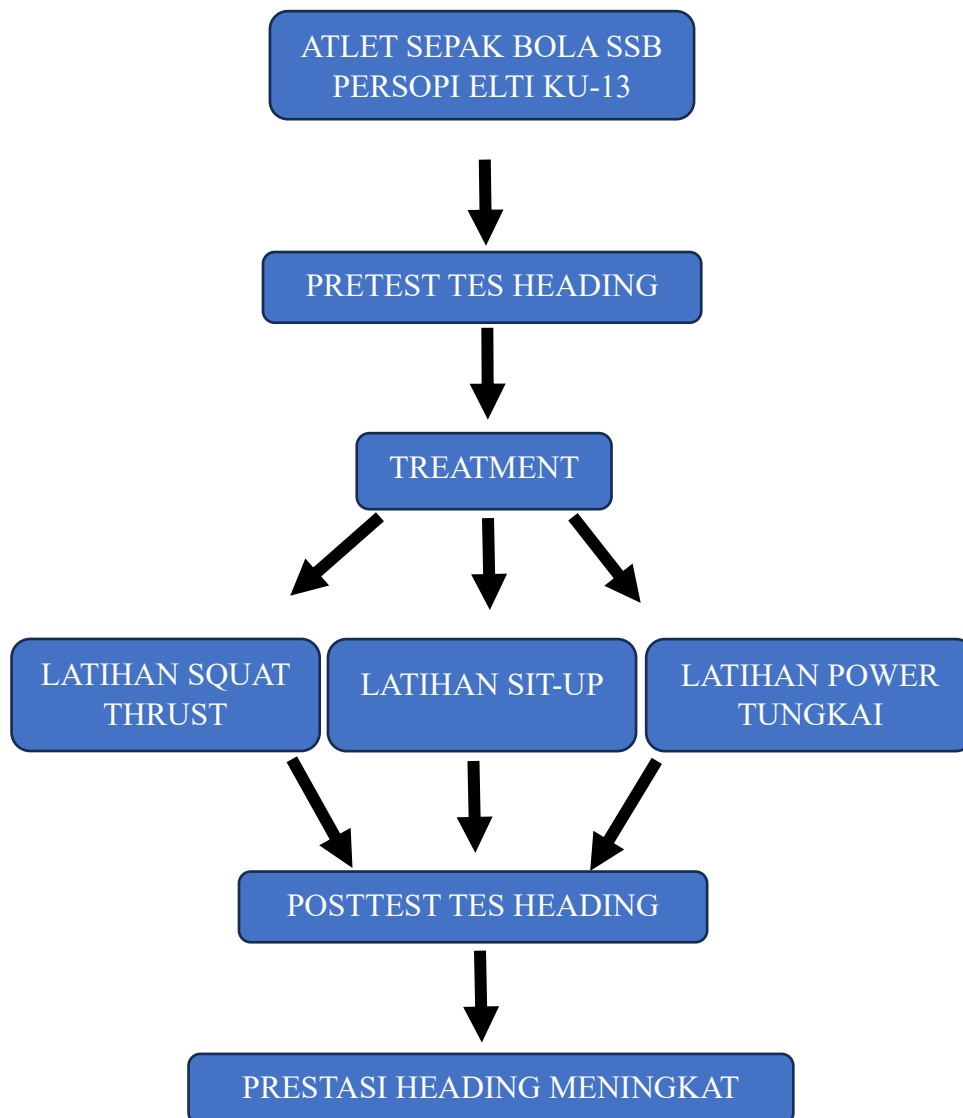 ATLET SEPAK BOLA SSB
PERSOPI ELTI KU-13
PRETEST TES HEADING
TREATMENT
LATIHAN SQUAT
THRUST
LATIHAN SIT-UP
LATIHAN POWER
TUNGKAI
POSTTEST TES HEADING
PRESTASI HEADING MENINGKAT